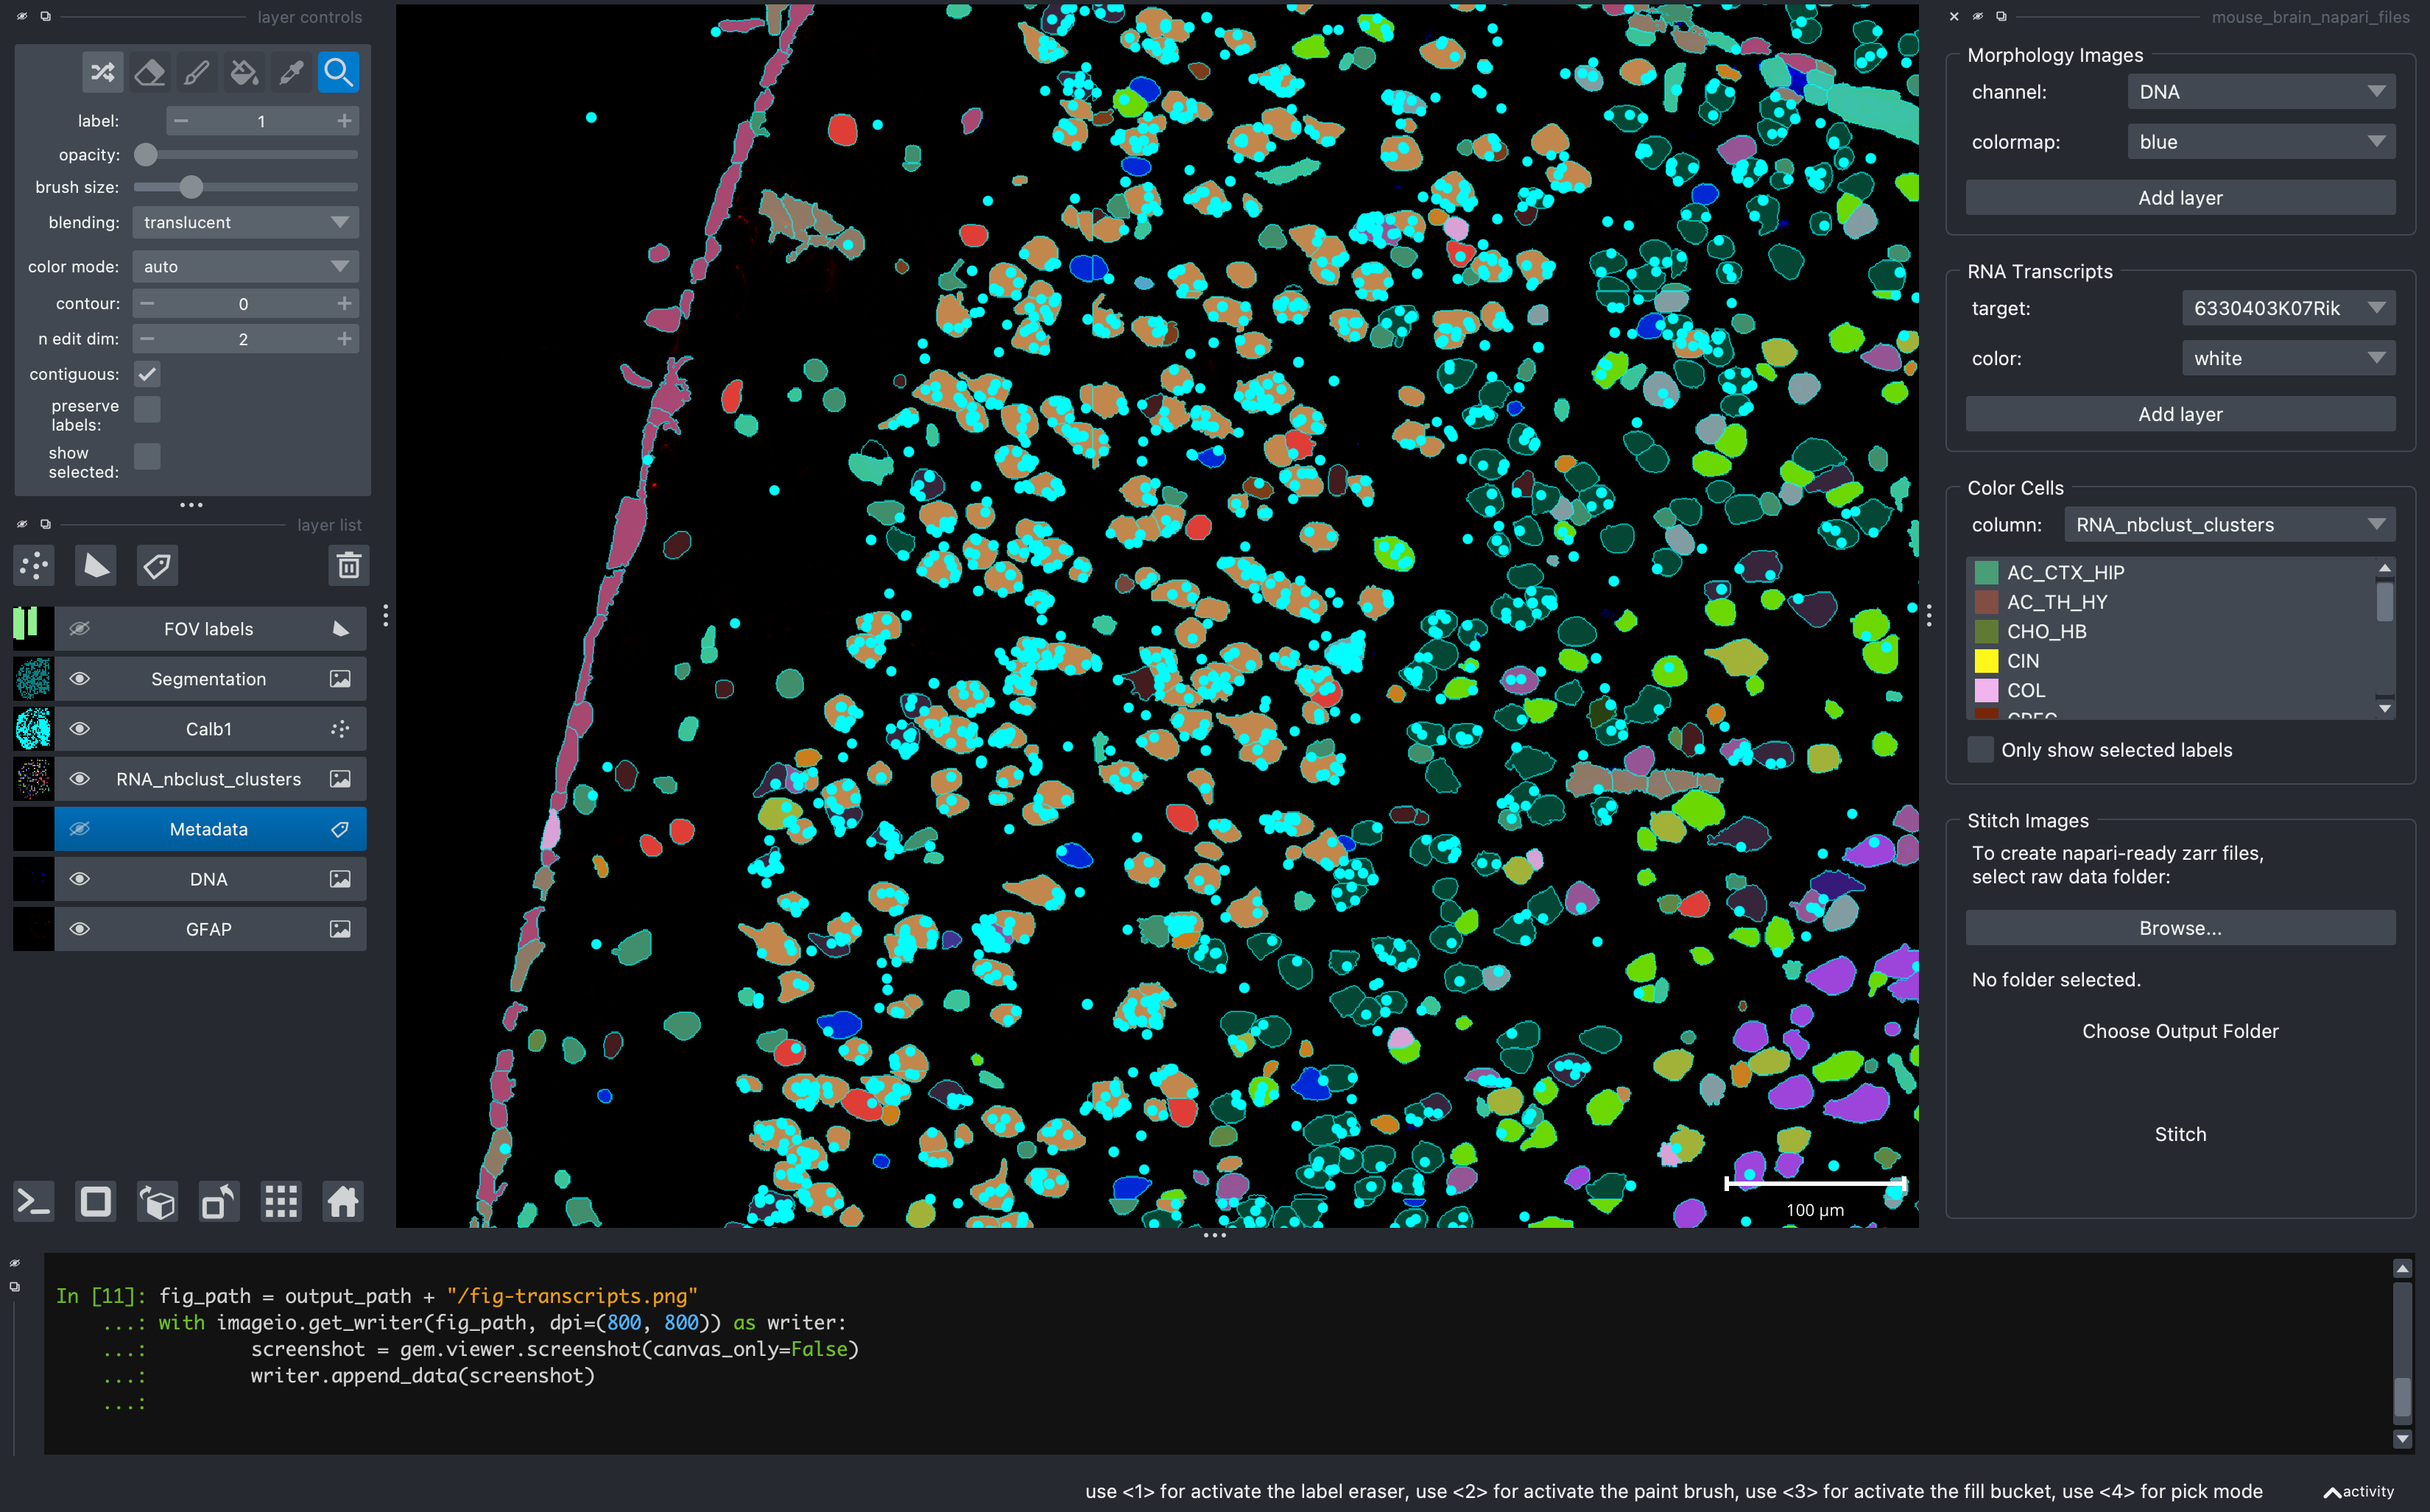 layer controls
label:
1
opacity:
brush size:
blending:
translucent
color mode:
auto
contour:
0
n edit dim:
2
contiguous:
preserve
labels:
show
selected:
layer list
FOV labels
Segmentation
Calb1
RNA_nbclust_clusters
Metadata
DNA
GFAP
100 µm
mouse_brain_napari_files
Morphology Images
channel:
DNA
colormap:
blue
Add layer
RNA Transcripts
target:
6330403K07Rik
color:
white
Add layer
Color Cells
column:
RNA_nbclust_clusters
AC_CTX_HIP
AC_TH_HY
CHO_HB
CIN
COL
Only show selected labels
Stitch Images
To create napari-ready zarr files,
select raw data folder:
Browse...
No folder selected.
Choose Output Folder
Stitch
In [11]: fig_path = output_path + "/fig-transcripts.png"
...: with imageio.get_writer(fig_path, dpi=(800, 800)) as writer:
...: screenshot = gem.viewer.screenshot(canvas_only=False)
...: writer.append_data(screenshot)
...:
use <1> for activate the label eraser, use <2> for activate the paint brush, use <3> for activate the fill bucket, use <4> for pick mode
activity